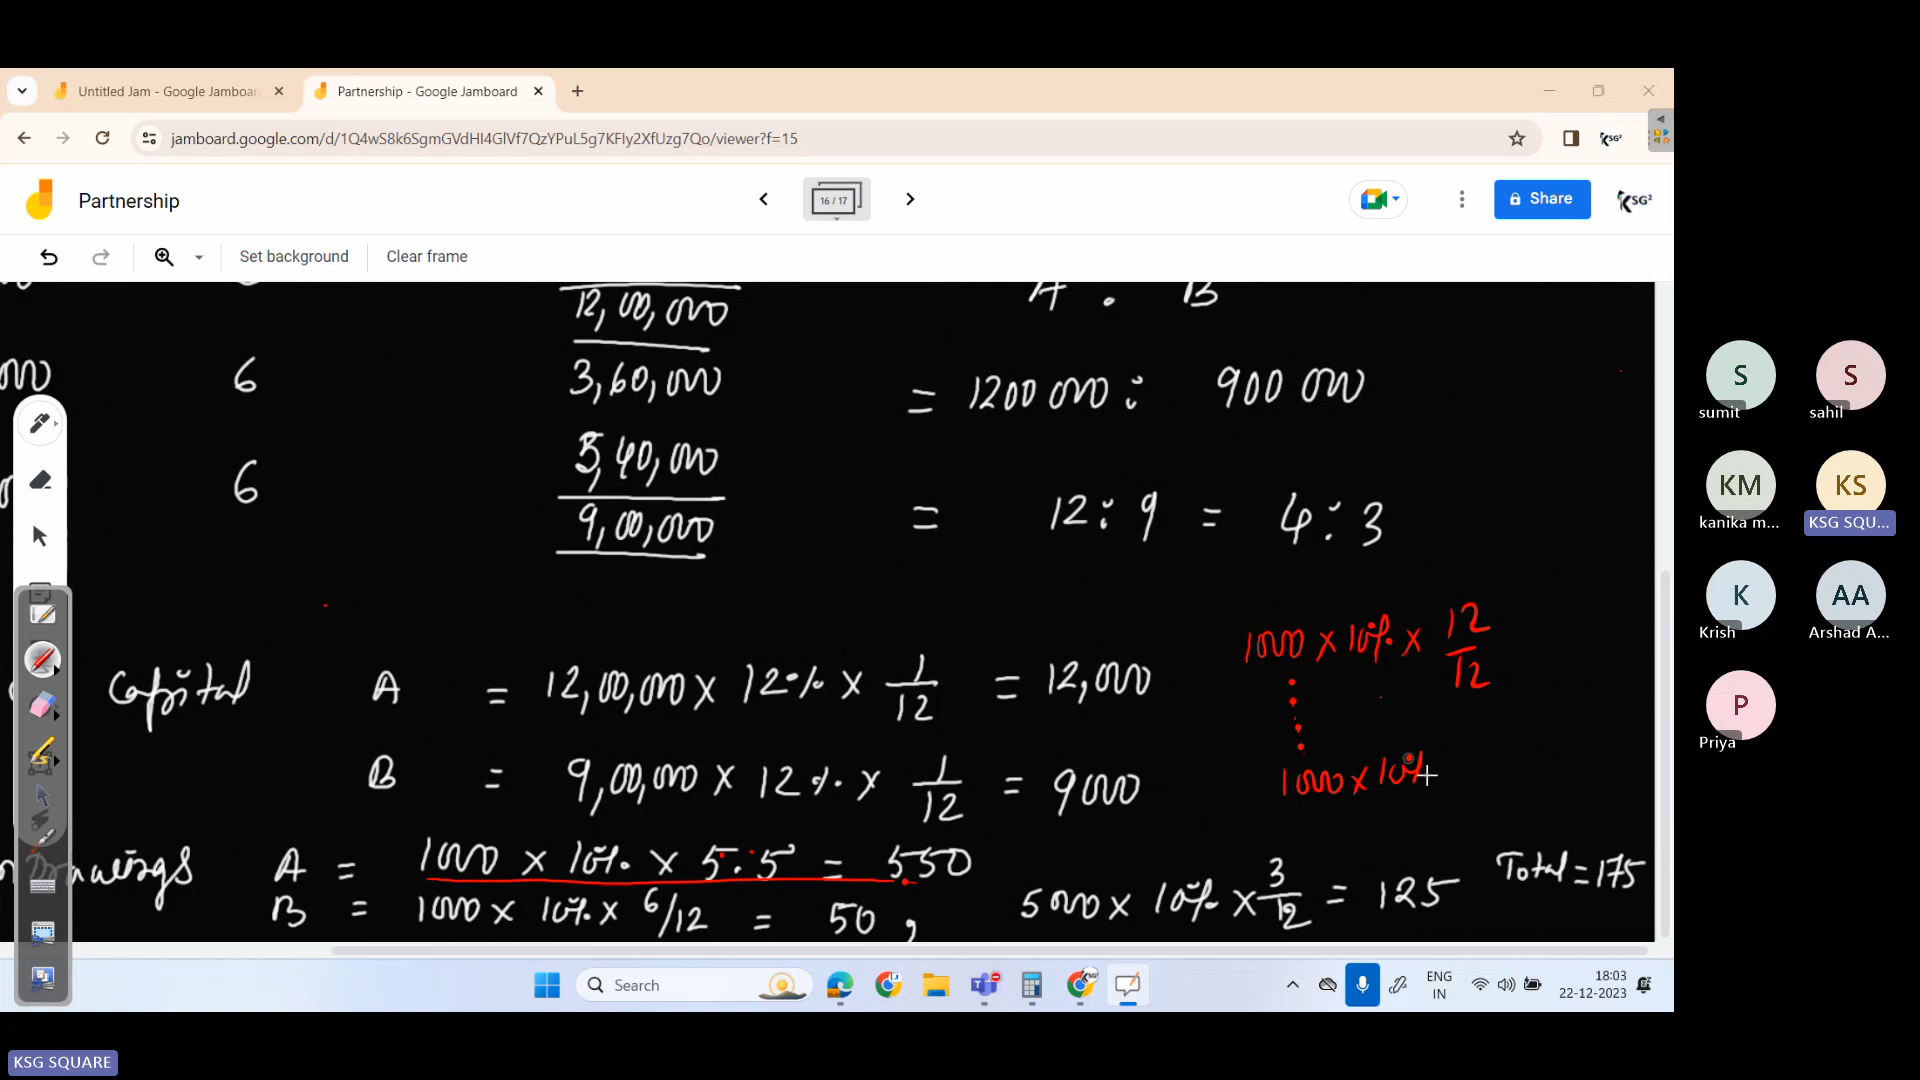 Untitled Jam - Google Jamboar
Partnership - Google Jamboard
jamboard.google.com/d/1Q4wS8k6SgmGVdHI4GlVf7QzYPuL5g7KFIy2XfUzg7Qo/viewer?f=15
Partnership
16 / 17
Share
KSG²
Set background
Clear frame
12,00,000
A : B
6
3,60,000
= 1200 000 : 900 000
6
5,40,000
9,00,000
= 12 : 9 = 4 : 3
1000 × 10% × 12/12
Capital A = 12,00,000 × 12% × 1/12 = 12,000
1000 × 10%
B = 9,00,000 × 12% × 1/12 = 9000
A = 1000 × 10% × 5.5 = 550
B = 1000 × 10% × 6/12 = 50,
5000 × 10% × 3/12 = 125
Total = 175
S
sumit
S
sahil
KM
kanika m...
KS
KSG SQU...
K
Krish
AA
Arshad A...
P
Priya
Search
ENG
IN
18:03
22-12-2023
KSG SQUARE